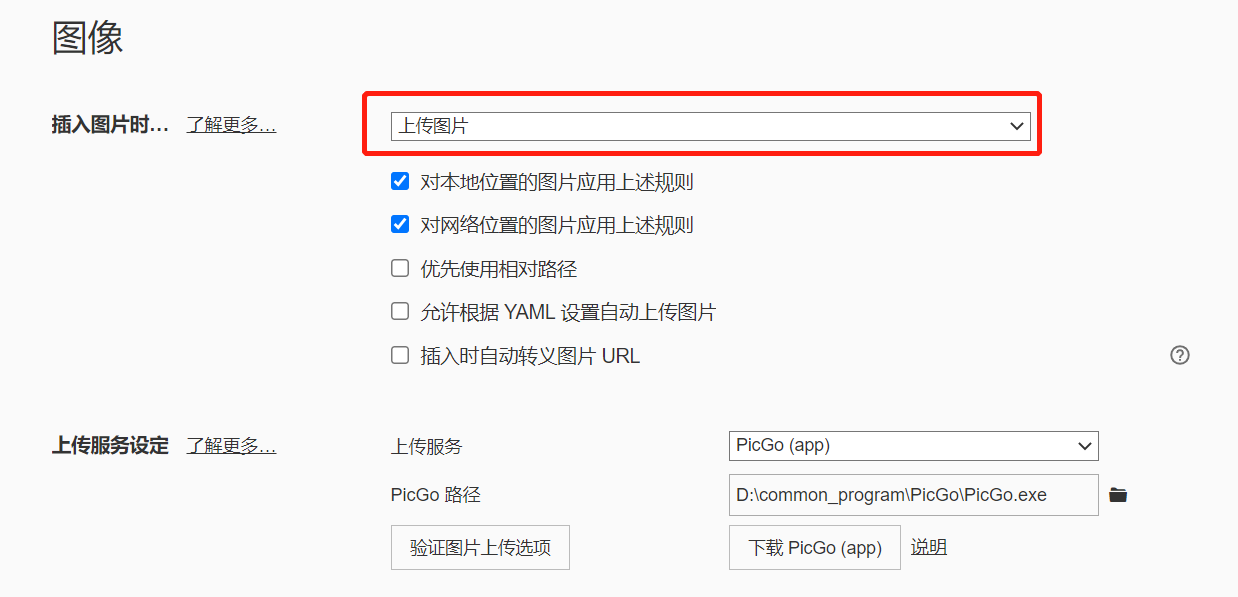 图像
插入图片时… 了解更多… 上传图片
对本地位置的图片应用上述规则
对网络位置的图片应用上述规则
优先使用相对路径
允许根据 YAML 设置自动上传图片
插入时自动转义图片 URL
上传服务设定 了解更多… 上传服务 PicGo (app)
PicGo 路径 D:\common_program\PicGo\PicGo.exe
验证图片上传选项 下载 PicGo (app) 说明